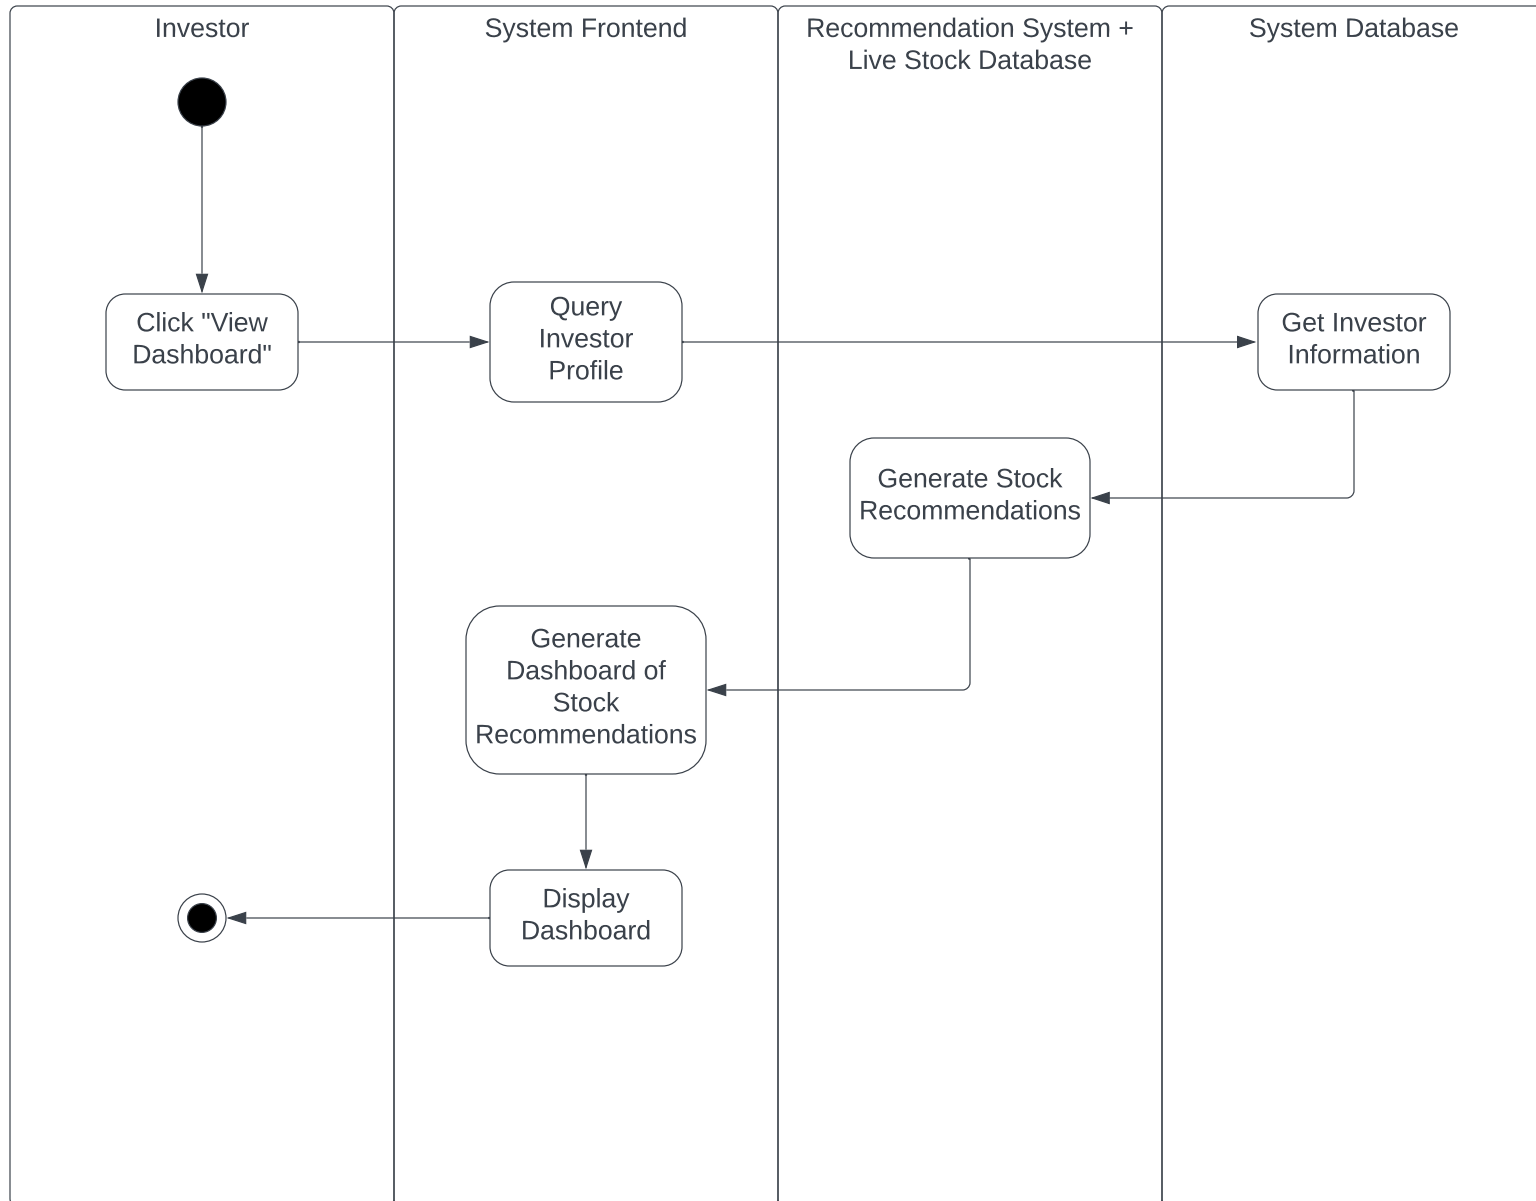 Investor
System Frontend
Recommendation System +
Live Stock Database
System Database
Click "View
Dashboard"
Query
Investor
Profile
Get Investor
Information
Generate Stock
Recommendations
Generate
Dashboard of
Stock
Recommendations
Display
Dashboard